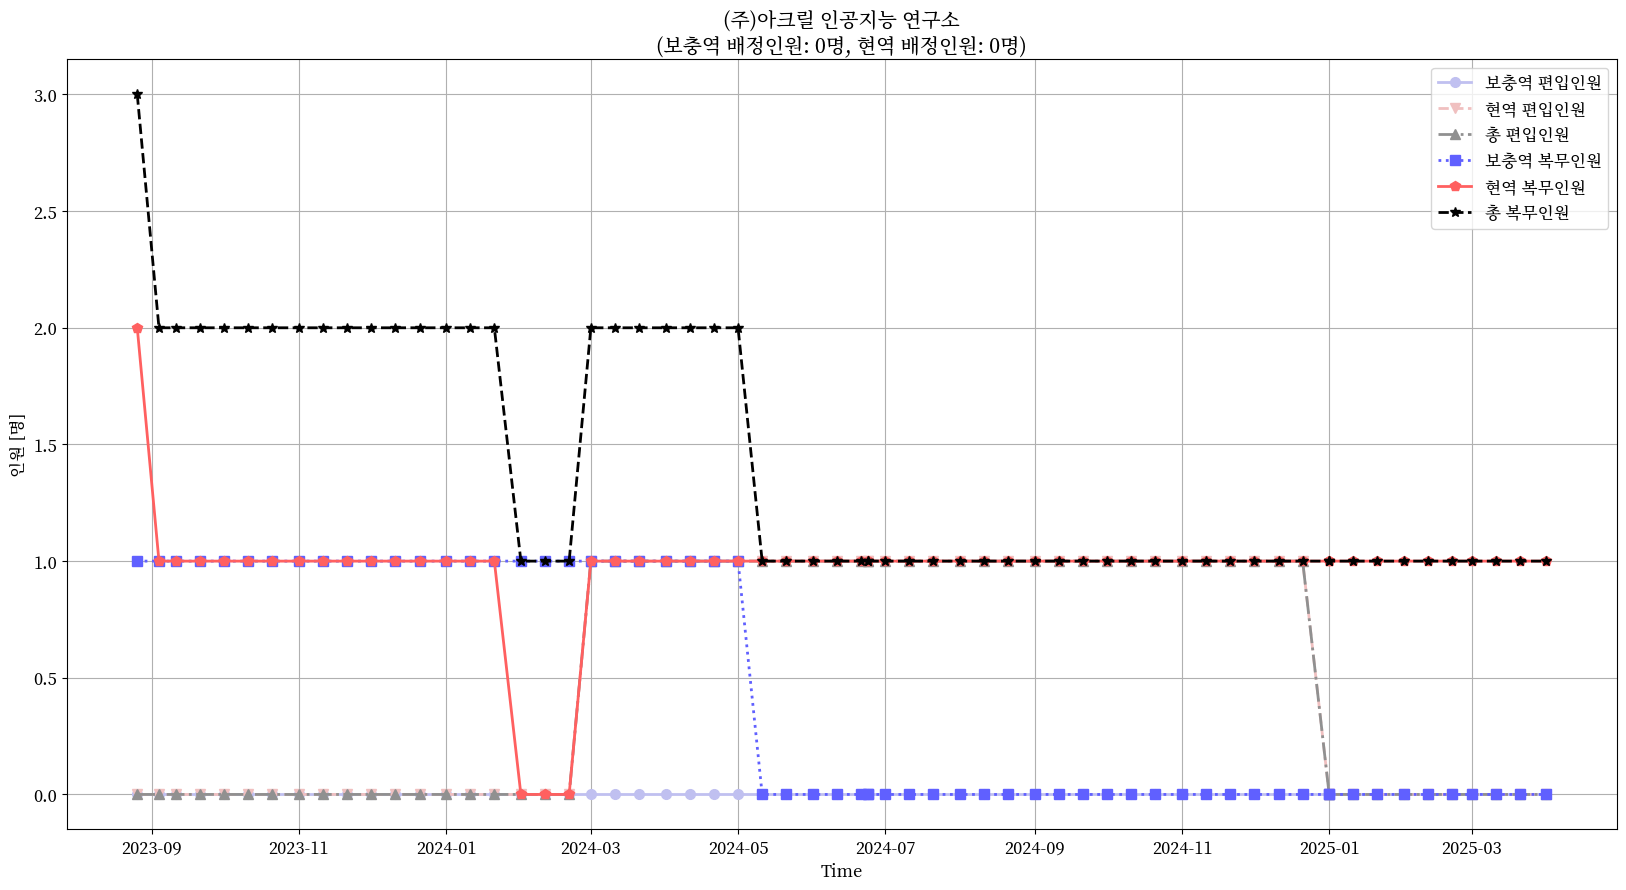 (주)아크릴 인공지능 연구소
(보충역 배정인원: 0명, 현역 배정인원: 0명)
보충역 편입인원
현역 편입인원
총 편입인원
보충역 복무인원
현역 복무인원
총 복무인원
인원 [명]
3.0
2.5
2.0
1.5
1.0
0.5
0.0
2023-09
2023-11
2024-01
2024-03
2024-05
2024-07
2024-09
2024-11
2025-01
2025-03
Time